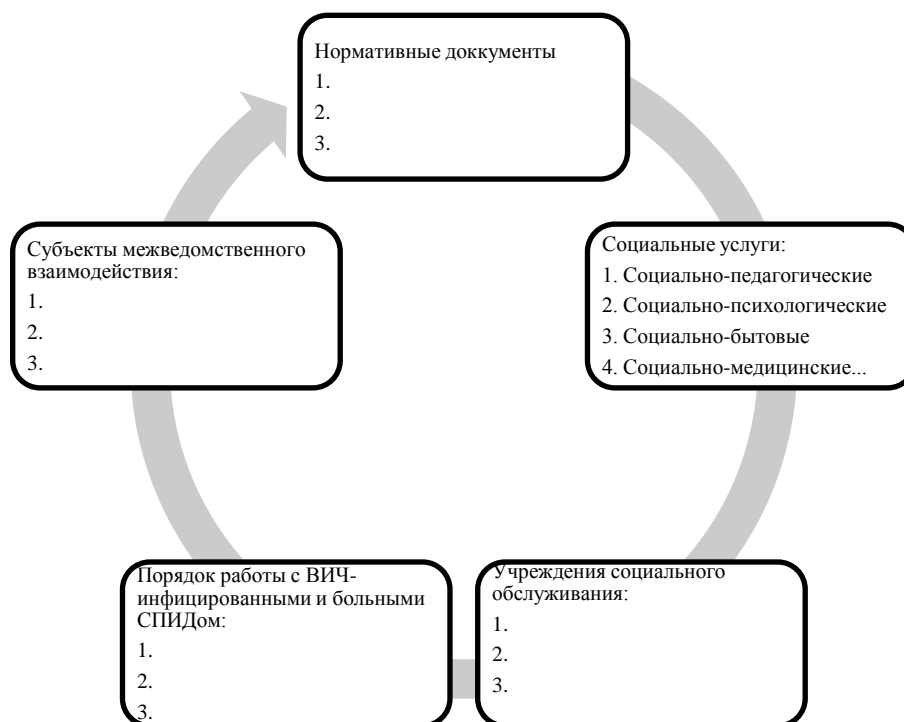 Нормативные доккументы
1.
2.
3.
Социальные услуги:
1. Социально-педагогические
2. Социально-психологические
3. Социально-бытовые
4. Социально-медицинские...
Учреждения социального
обслуживания:
1.
2.
3.
Порядок работы с ВИЧ-
инфицированными и больными
СПИДом:
1.
2.
3.
Субъекты межведомственного
взаимодействия:
1.
2.
3.